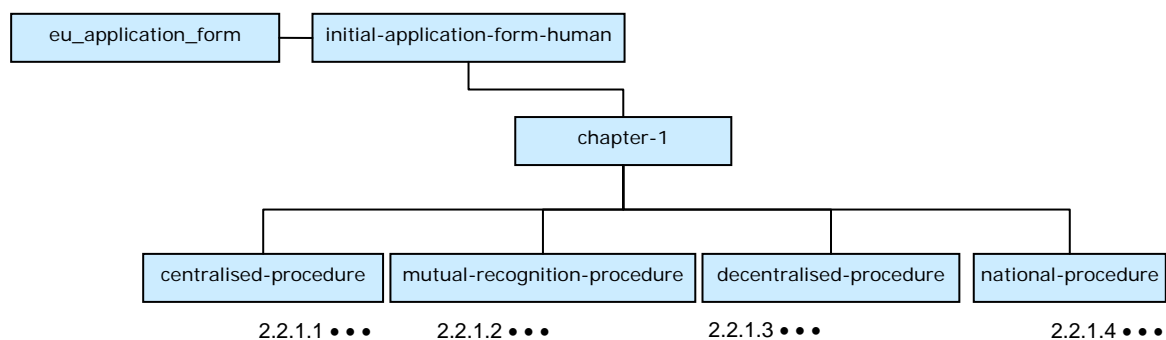 eu_application_form initial-application-form-human
chapter-1
centralised-procedure mutual-recognition-procedure decentralised-procedure national-procedure
2.2.1.1 ● ● ● 2.2.1.2 ● ● ● 2.2.1.3 ● ● ● 2.2.1.4 ● ● ●